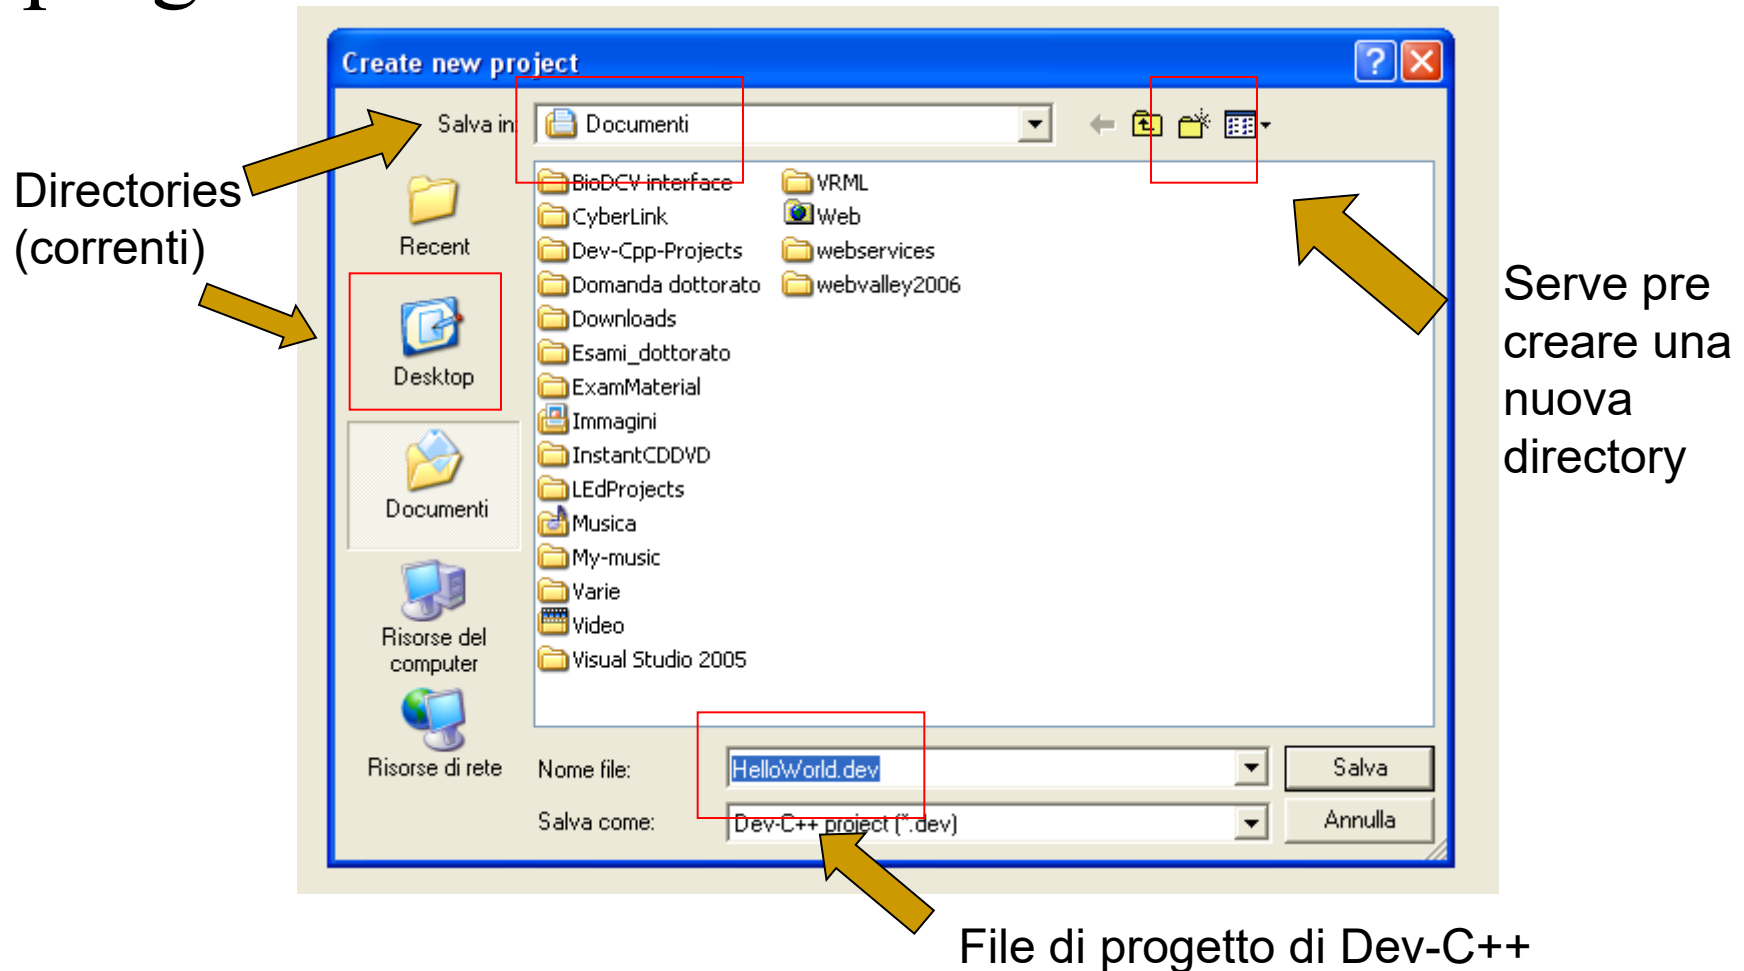 Create new project
Salva in:
Documenti
Directories
(correnti)
Recent
Desktop
Documenti
Risorse del
computer
Risorse di rete
BioDCV interface
CyberLink
Dev-Cpp-Projects
Domanda dottorato
Downloads
Esami_dottorato
ExamMaterial
Immagini
InstantCDDVD
LEdProjects
Musica
My-music
Varie
Video
Visual Studio 2005
VRML
Web
webservices
webvalley2006
Serve pre
creare una
nuova
directory
Nome file:
HelloWorld.dev
Salva
Salva come:
Dev-C++ project (*.dev)
Annulla
File di progetto di Dev-C++